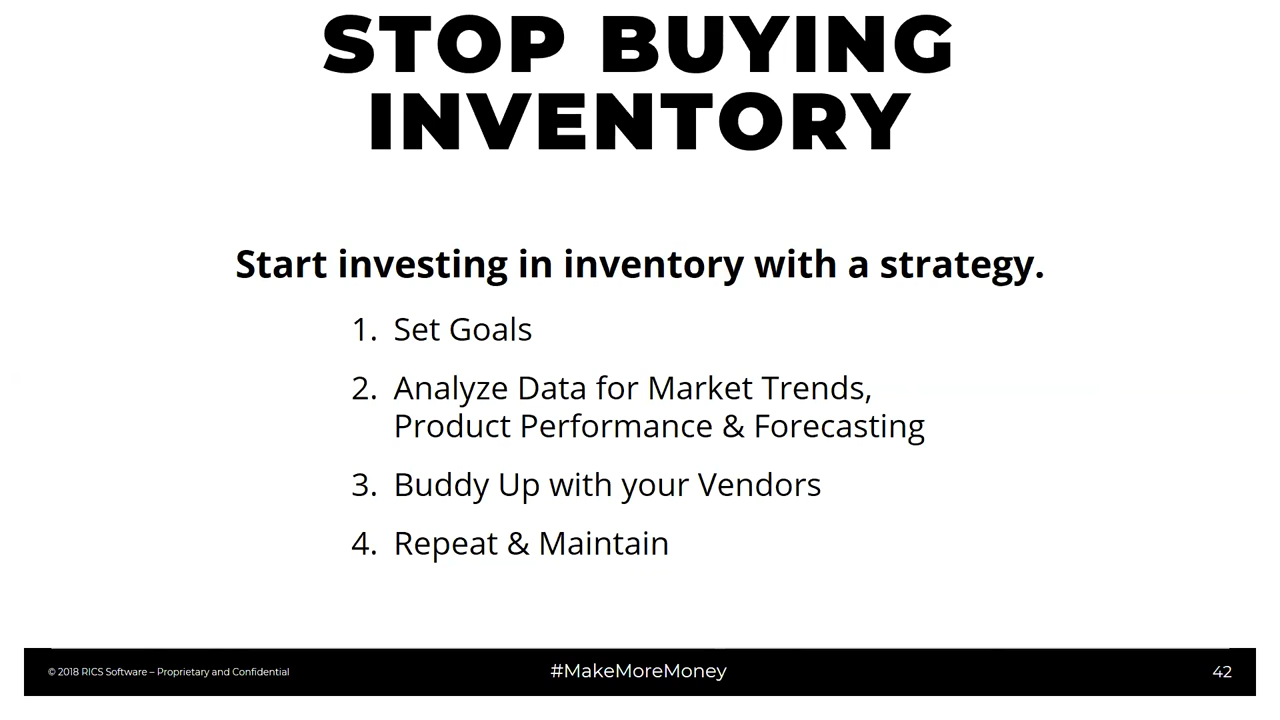 STOP BUYING
INVENTORY
Start investing in inventory with a strategy.
1. Set Goals
2. Analyze Data for Market Trends,
Product Performance & Forecasting
3. Buddy Up with your Vendors
4. Repeat & Maintain
© 2018 RICS Software – Proprietary and Confidential
#MakeMoreMoney
42